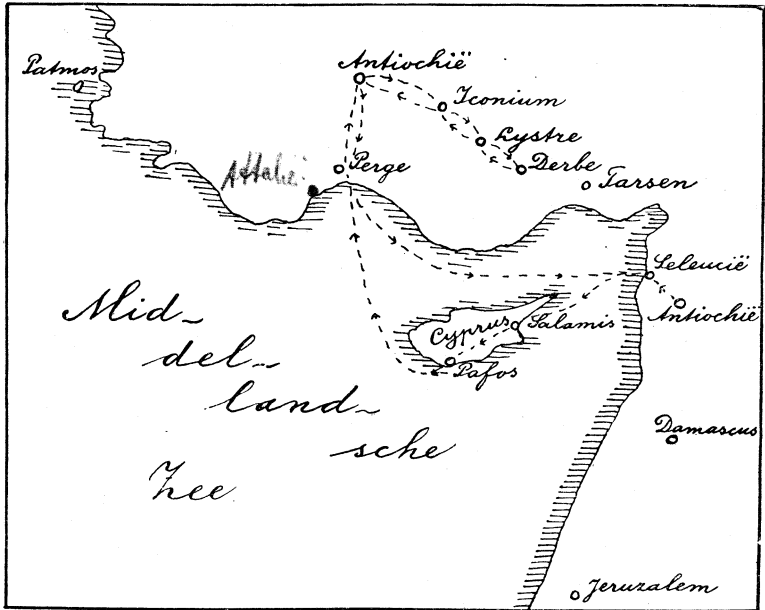 Antiochië
Patmos
Iconium
Lystre
Perge
Derbe
Attalië
Tarsen
Seleucië
Mid-
Antiochië
Cyprus
Salamis
del-
Pafos
land-
Damascus
sche
Zee
Jeruzalem